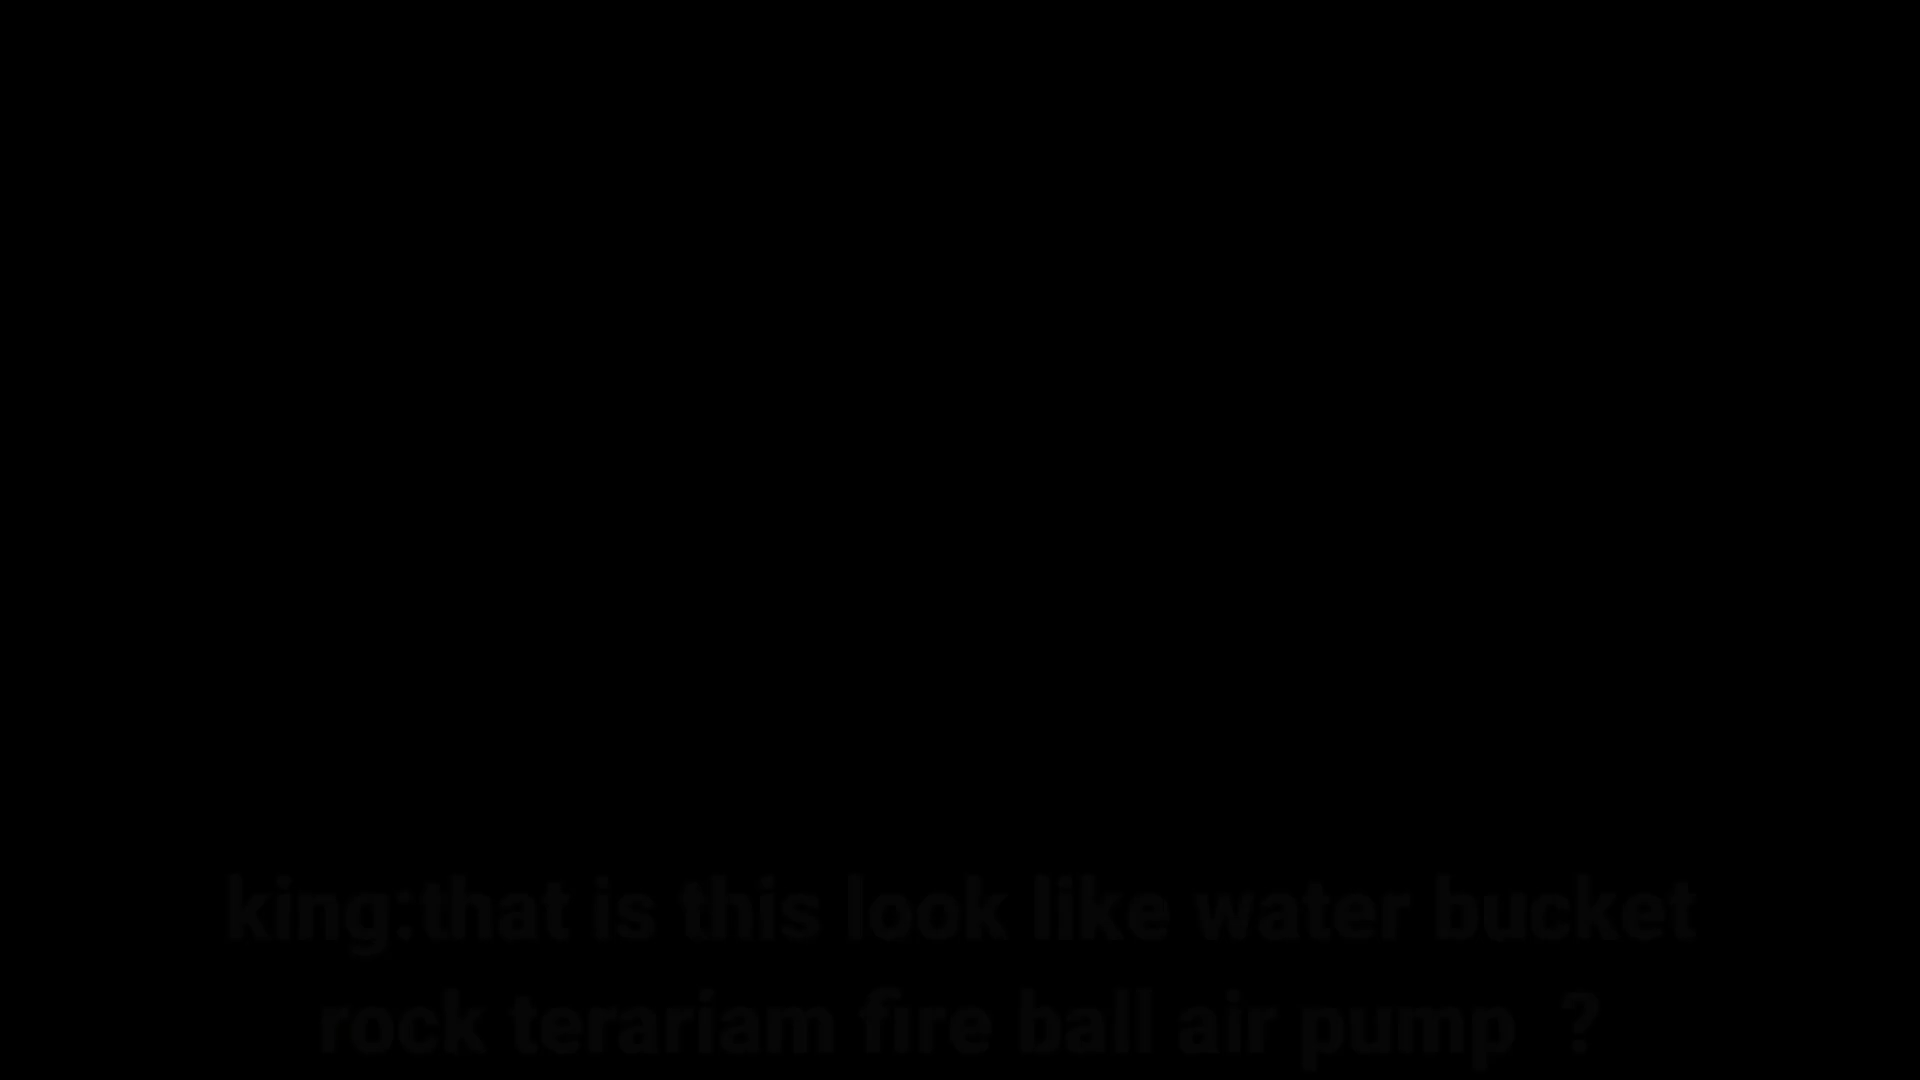 king:that is this look like water bucket
rock terariam fire ball air pump  ?